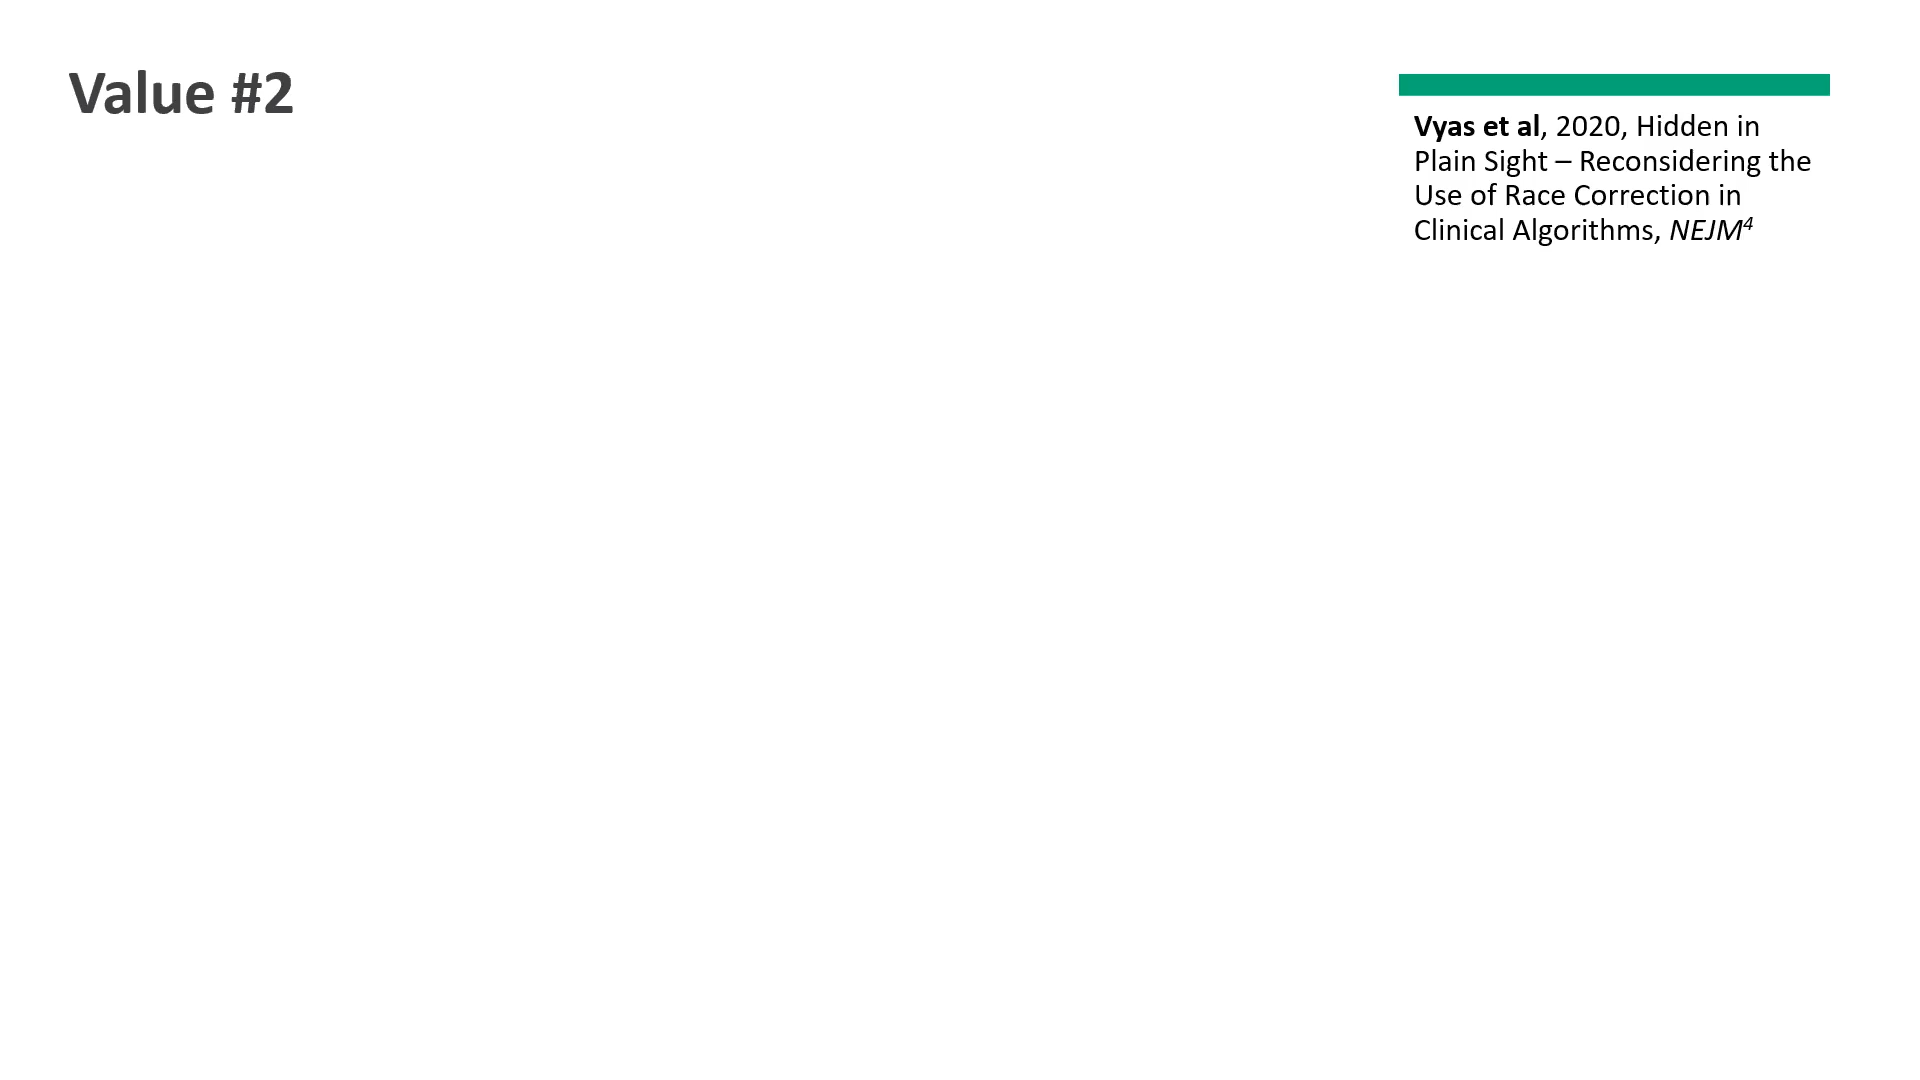 Value #2
Vyas et al, 2020, Hidden in
Plain Sight – Reconsidering the
Use of Race Correction in
Clinical Algorithms, NEJM⁴